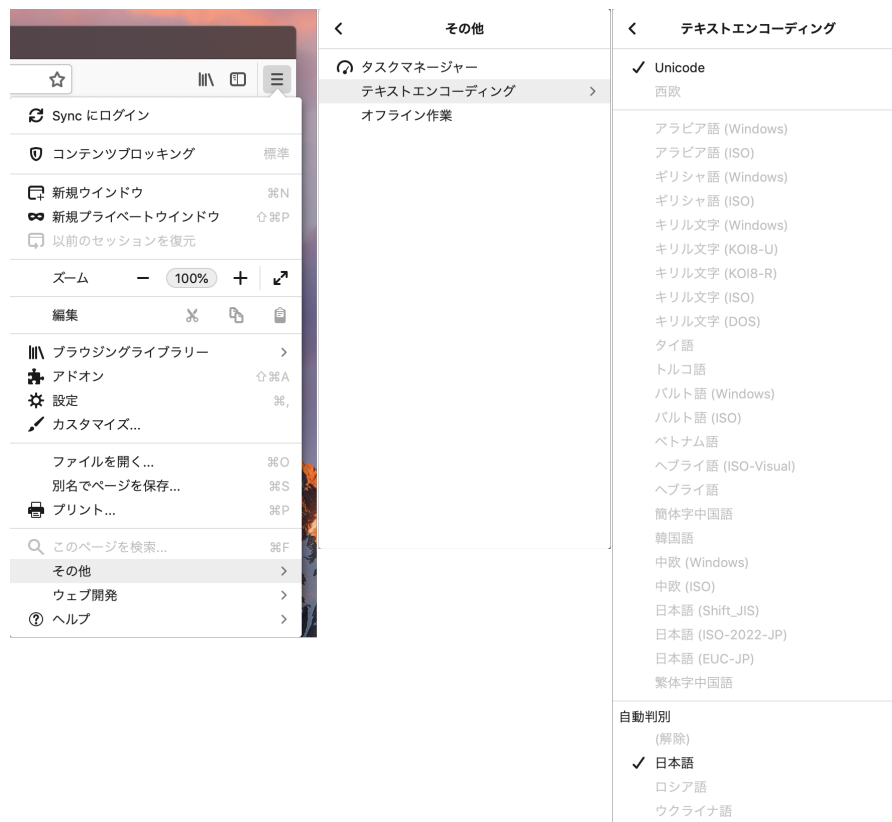 Sync にログイン
コンテンツブロッキング 標準
新規ウインドウ ⌘N
新規プライベートウインドウ ⇧⌘P
以前のセッションを復元
ズーム − 100% +
編集
ブラウジングライブラリー
アドオン ⇧⌘A
設定 ⌘,
カスタマイズ...
ファイルを開く... ⌘O
別名でページを保存... ⌘S
プリント... ⌘P
このページを検索... ⌘F
その他
ウェブ開発
ヘルプ
その他
タスクマネージャー
テキストエンコーディング
オフライン作業
テキストエンコーディング
Unicode
西欧
アラビア語 (Windows)
アラビア語 (ISO)
ギリシャ語 (Windows)
ギリシャ語 (ISO)
キリル文字 (Windows)
キリル文字 (KOI8-U)
キリル文字 (KOI8-R)
キリル文字 (ISO)
キリル文字 (DOS)
タイ語
トルコ語
バルト語 (Windows)
バルト語 (ISO)
ベトナム語
ヘブライ語 (ISO-Visual)
ヘブライ語
簡体字中国語
韓国語
中欧 (Windows)
中欧 (ISO)
日本語 (Shift_JIS)
日本語 (ISO-2022-JP)
日本語 (EUC-JP)
繁体字中国語
自動判別
(解除)
日本語
ロシア語
ウクライナ語